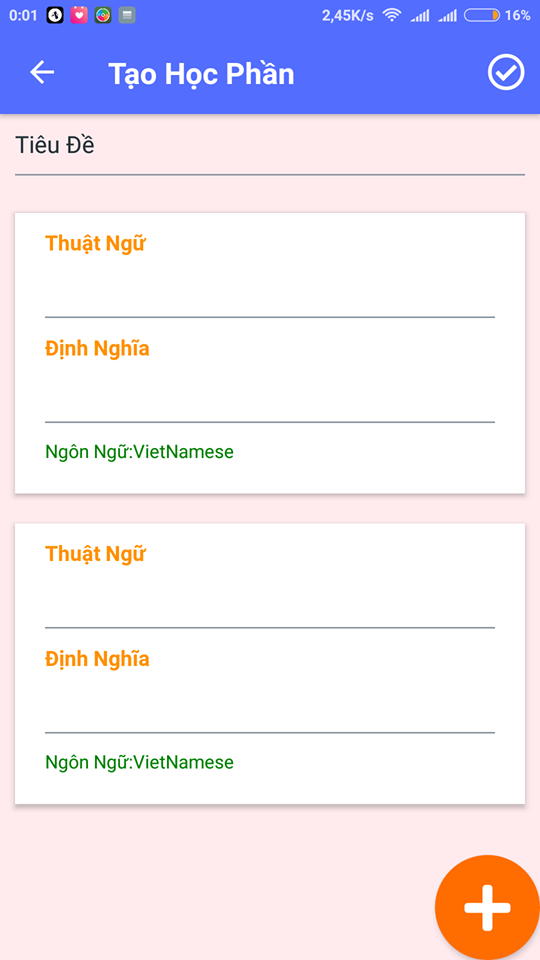 0:01 2,45K/s 16%
Tạo Học Phần
Tiêu Đề
Thuật Ngữ
Định Nghĩa
Ngôn Ngữ:VietNamese
Thuật Ngữ
Định Nghĩa
Ngôn Ngữ:VietNamese